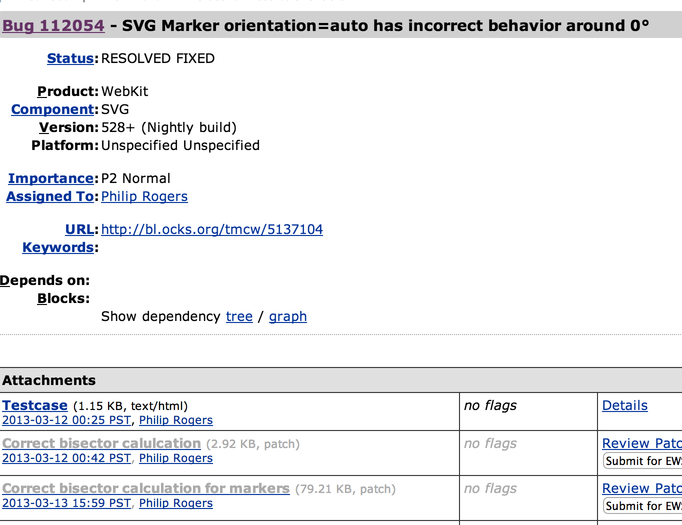 Bug 112054 - SVG Marker orientation=auto has incorrect behavior around 0°
Status: RESOLVED FIXED
Product: WebKit
Component: SVG
Version: 528+ (Nightly build)
Platform: Unspecified Unspecified
Importance: P2 Normal
Assigned To: Philip Rogers
URL: http://bl.ocks.org/tmcw/5137104
Keywords:
Depends on:
Blocks:
Show dependency tree / graph
Attachments
Testcase (1.15 KB, text/html) no flags Details
2013-03-12 00:25 PST, Philip Rogers
Correct bisector calulcation (2.92 KB, patch) no flags Review Patc
2013-03-12 00:42 PST, Philip Rogers Submit for EW
Correct bisector calculation for markers (79.21 KB, patch) no flags Review Patc
2013-03-13 15:59 PST, Philip Rogers Submit for EW